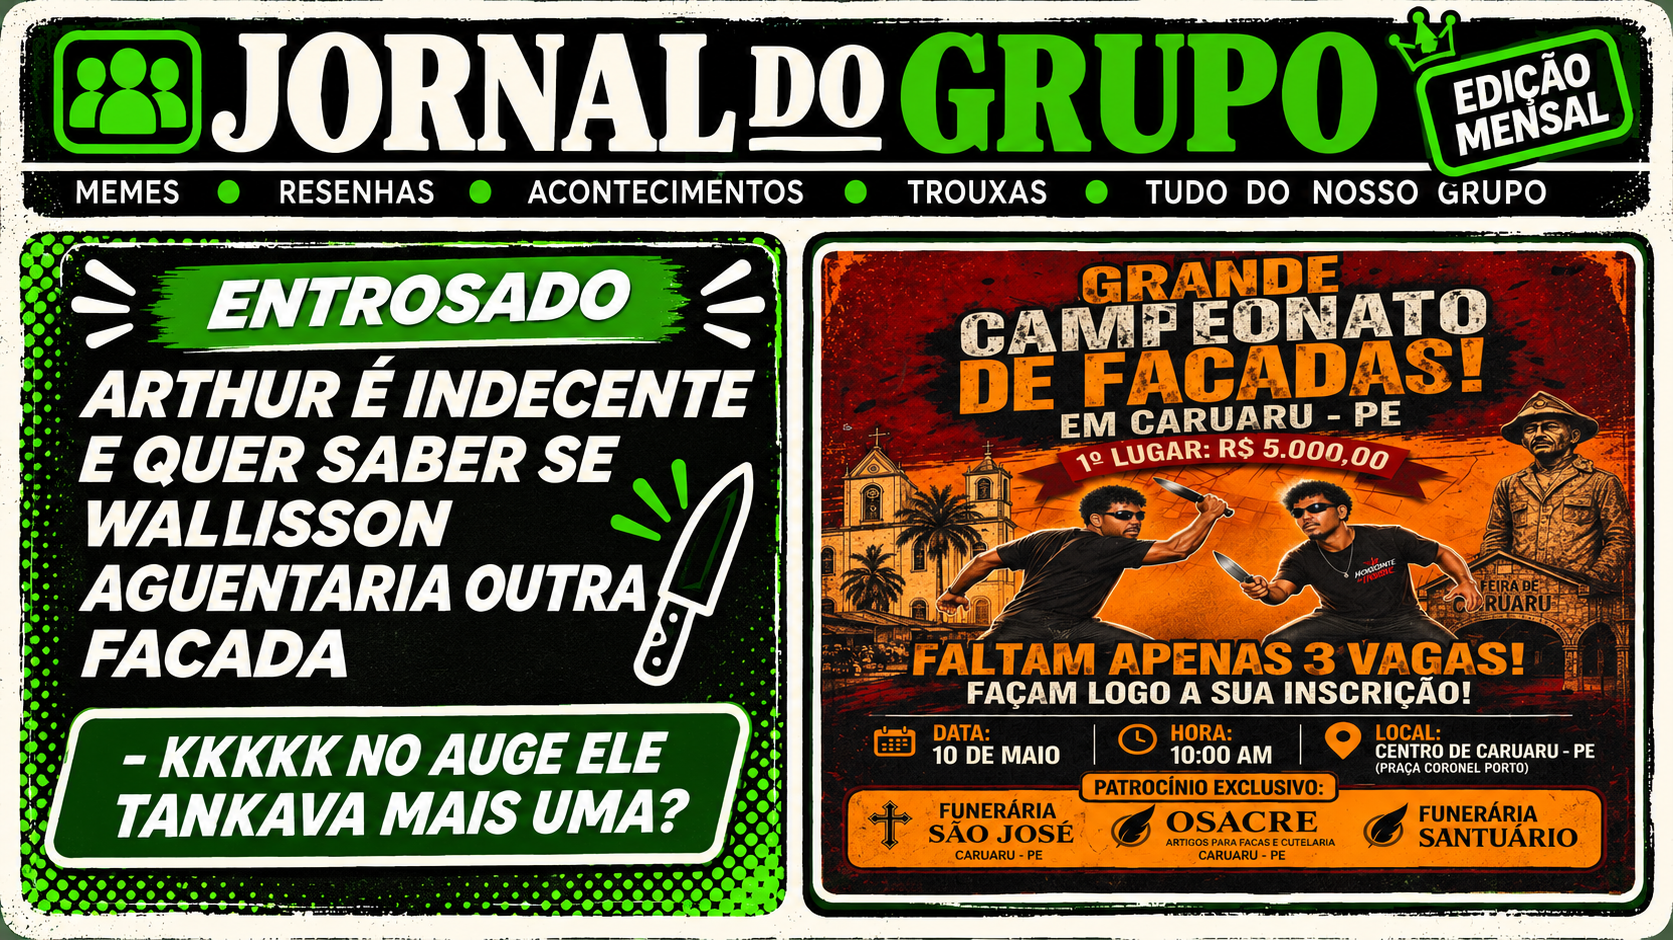 JORNAL DO GRUPO
EDIÇÃO
MENSAL
MEMES • RESENHAS • ACONTECIMENTOS • TROUXAS • TUDO DO NOSSO GRUPO
ENTROSADO
ARTHUR É INDECENTE
E QUER SABER SE
WALLISSON
AGUENTARIA OUTRA
FACADA
- KKKKK NO AUGE ELE
TANKAVA MAIS UMA?
GRANDE
CAMPEONATO
DE FACADAS!
EM CARUARU - PE
1º LUGAR: R$ 5.000,00
FEIRA DE
CARUARU
FALTAM APENAS 3 VAGAS!
FAÇAM LOGO A SUA INSCRIÇÃO!
DATA:
10 DE MAIO
HORA:
10:00 AM
LOCAL:
CENTRO DE CARUARU - PE
(PRAÇA CORONEL PORTO)
PATROCÍNIO EXCLUSIVO:
FUNERÁRIA
SÃO JOSÉ
CARUARU - PE
OSACRE
ARTIGOS PARA FACAS E CUTELARIA
CARUARU - PE
FUNERÁRIA
SANTUÁRIO